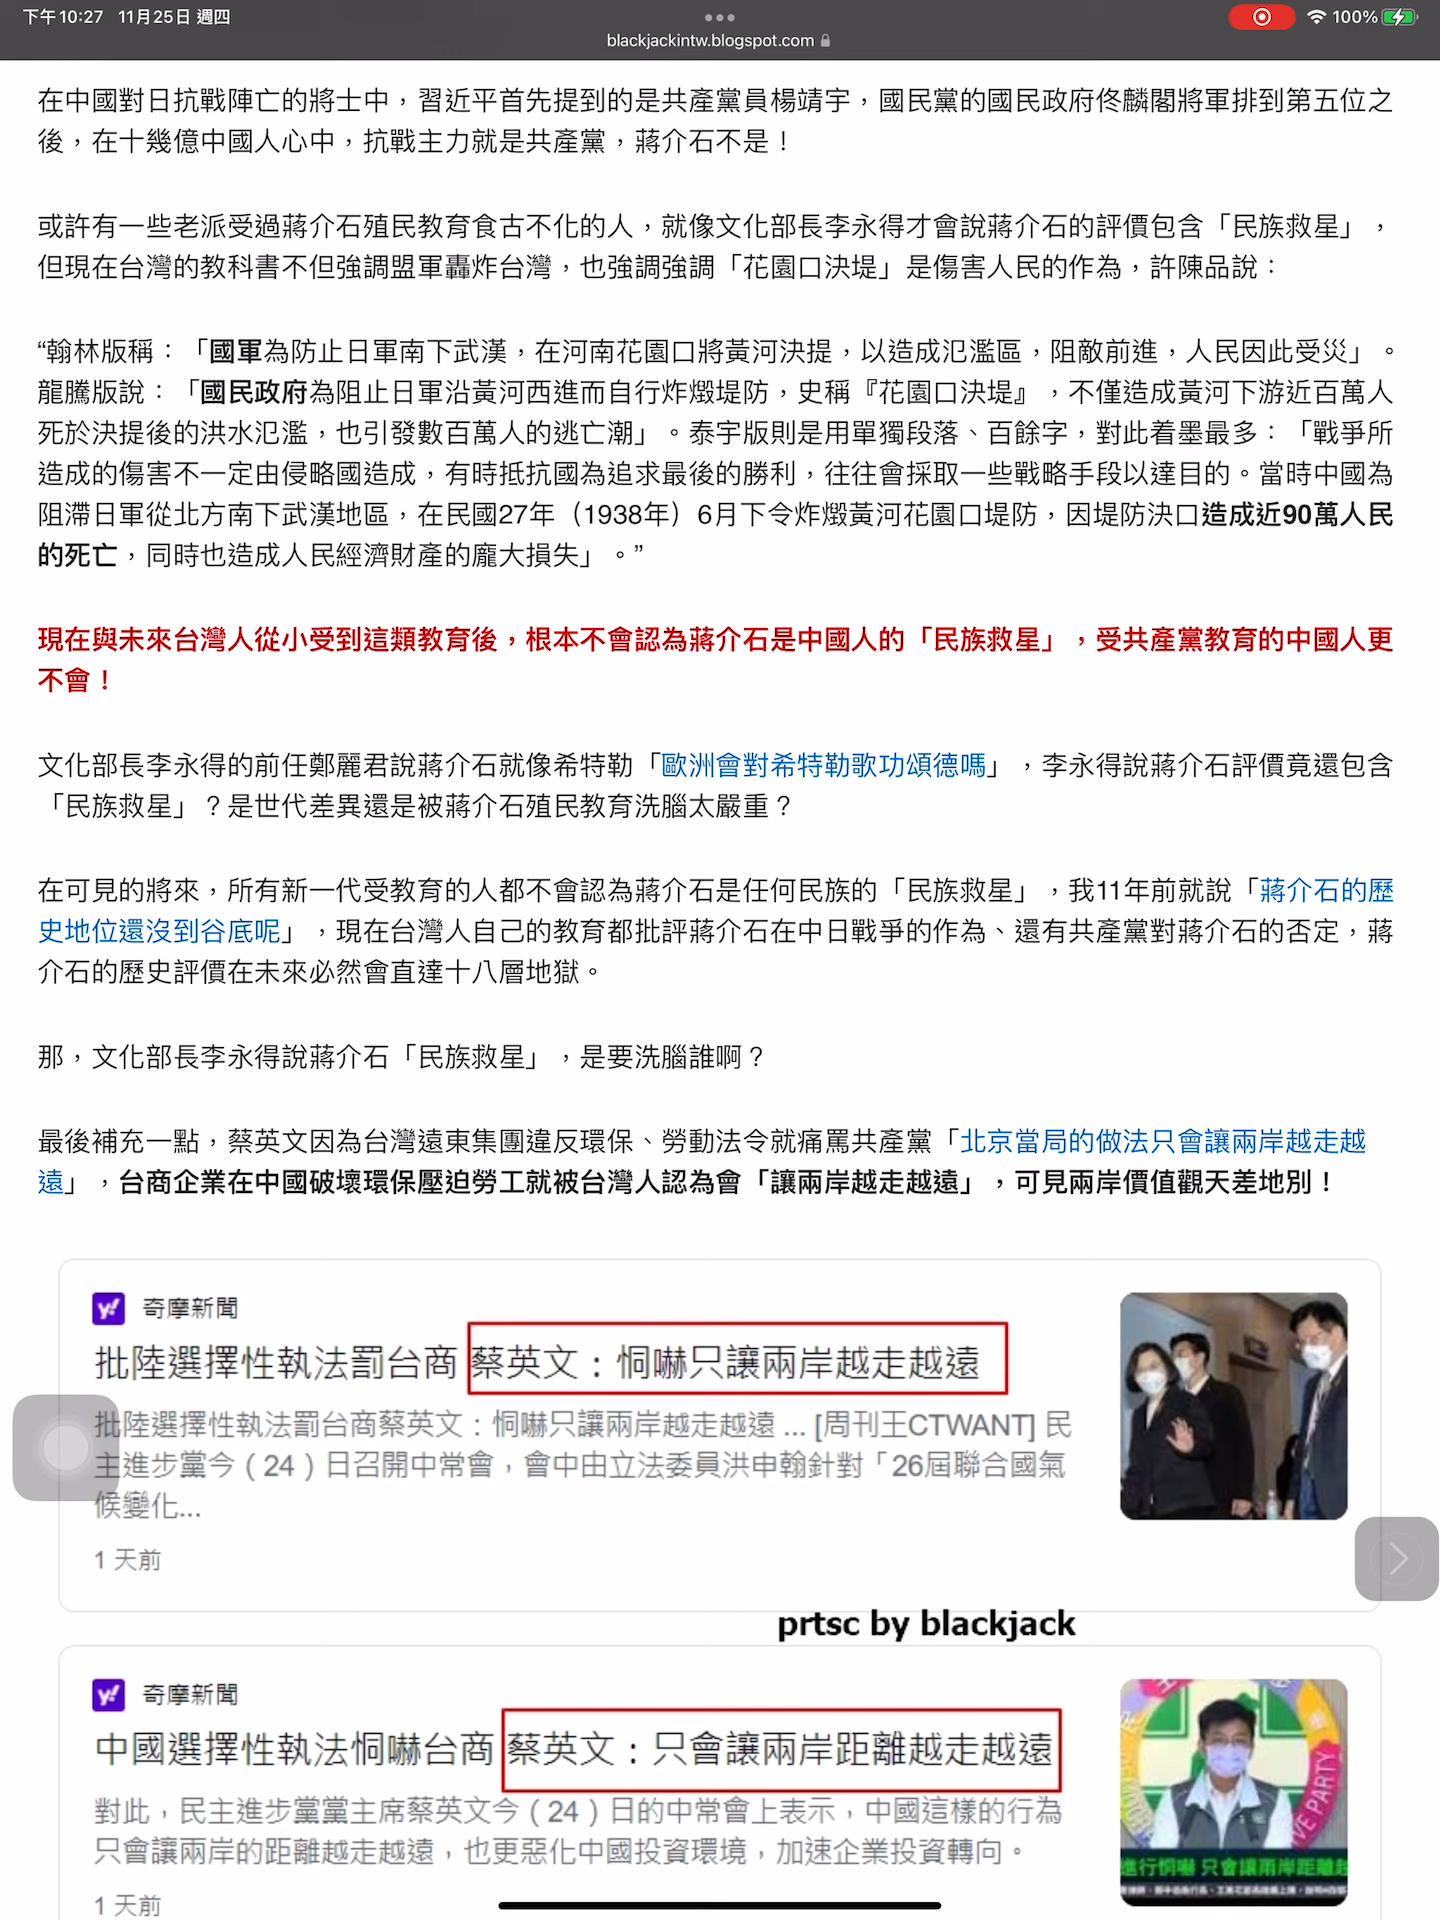 下午10:27 11月25日 週四
blackjackintw.blogspot.com
100%
在中國對日抗戰陣亡的將士中，習近平首先提到的是共產黨員楊靖宇，國民黨的國民政府佟麟閣將軍排到第五位之
後，在十幾億中國人心中，抗戰主力就是共產黨，蔣介石不是！
或許有一些老派受過蔣介石殖民教育食古不化的人，就像文化部長李永得才會說蔣介石的評價包含「民族救星」，
但現在台灣的教科書不但強調盟軍轟炸台灣，也強調強調「花園口決堤」是傷害人民的作為，許陳品說：
“翰林版稱：「國軍為防止日軍南下武漢，在河南花園口將黃河決提，以造成氾濫區，阻敵前進，人民因此受災」。
龍騰版說：「國民政府為阻止日軍沿黃河西進而自行炸燬堤防，史稱『花園口決堤』，不僅造成黃河下游近百萬人
死於決提後的洪水氾濫，也引發數百萬人的逃亡潮」。泰宇版則是用單獨段落、百餘字，對此着墨最多：「戰爭所
造成的傷害不一定由侵略國造成，有時抵抗國為追求最後的勝利，往往會採取一些戰略手段以達目的。當時中國為
阻滯日軍從北方南下武漢地區，在民國27年（1938年）6月下令炸燬黃河花園口堤防，因堤防決口造成近90萬人民
的死亡，同時也造成人民經濟財產的龐大損失」。”
現在與未來台灣人從小受到這類教育後，根本不會認為蔣介石是中國人的「民族救星」，受共產黨教育的中國人更
不會！
文化部長李永得的前任鄭麗君說蔣介石就像希特勒「歐洲會對希特勒歌功頌德嗎」，李永得說蔣介石評價竟還包含
「民族救星」？是世代差異還是被蔣介石殖民教育洗腦太嚴重？
在可見的將來，所有新一代受教育的人都不會認為蔣介石是任何民族的「民族救星」，我11年前就說「蔣介石的歷
史地位還沒到谷底呢」，現在台灣人自己的教育都批評蔣介石在中日戰爭的作為、還有共產黨對蔣介石的否定，蔣
介石的歷史評價在未來必然會直達十八層地獄。
那，文化部長李永得說蔣介石「民族救星」，是要洗腦誰啊？
最後補充一點，蔡英文因為台灣遠東集團違反環保、勞動法令就痛罵共產黨「北京當局的做法只會讓兩岸越走越
遠」，台商企業在中國破壞環保壓迫勞工就被台灣人認為會「讓兩岸越走越遠」，可見兩岸價值觀天差地別！
奇摩新聞
批陸選擇性執法罰台商 蔡英文：恫嚇只讓兩岸越走越遠
批陸選擇性執法罰台商蔡英文：恫嚇只讓兩岸越走越遠 ... [周刊王CTWANT] 民
主進步黨今（24）日召開中常會，會中由立法委員洪申翰針對「26屆聯合國氣
候變化...
1 天前
prtsc by blackjack
奇摩新聞
中國選擇性執法恫嚇台商 蔡英文：只會讓兩岸距離越走越遠
對此，民主進步黨黨主席蔡英文今（24）日的中常會上表示，中國這樣的行為
只會讓兩岸的距離越走越遠，也更惡化中國投資環境，加速企業投資轉向。
進行恫嚇 只會讓兩岸距離越
1 天前